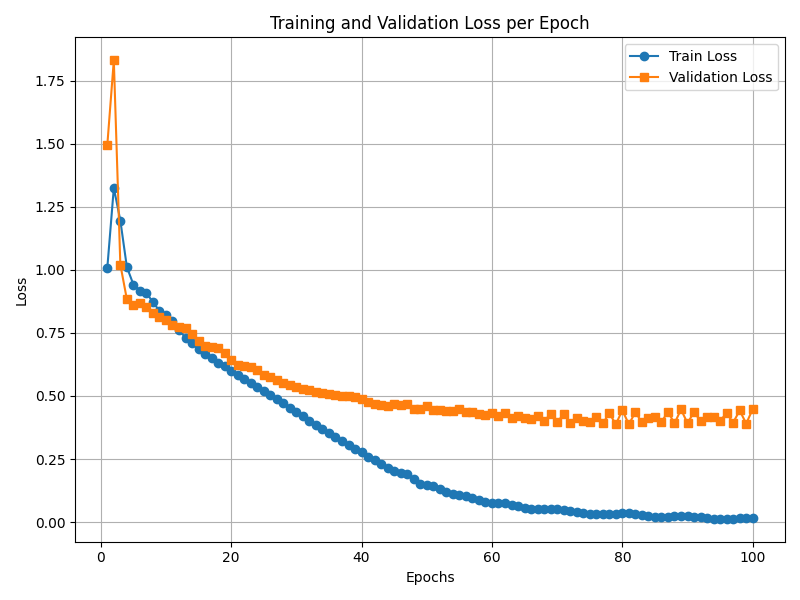 Training and Validation Loss per Epoch
Train Loss
Validation Loss
1.75
1.50
1.25
1.00
0.75
0.50
0.25
0.00
Loss
0 20 40 60 80 100
Epochs